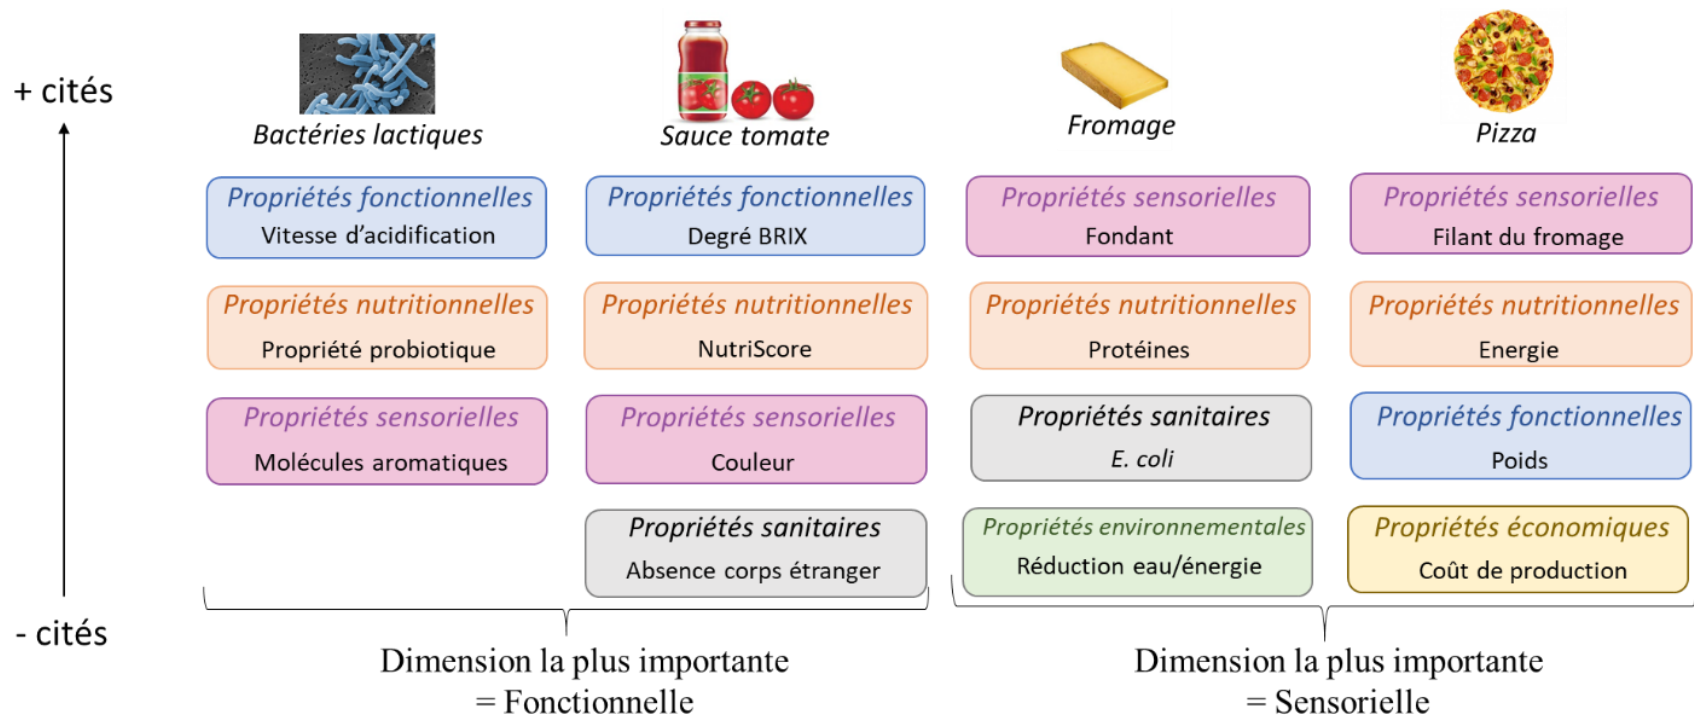 + cités
Bactéries lactiques
Sauce tomate
Fromage
Pizza
Propriétés fonctionnelles
Vitesse d’acidification
Propriétés fonctionnelles
Degré BRIX
Propriétés sensorielles
Fondant
Propriétés sensorielles
Filant du fromage
Propriétés nutritionnelles
Propriété probiotique
Propriétés nutritionnelles
NutriScore
Propriétés nutritionnelles
Protéines
Propriétés nutritionnelles
Energie
Propriétés sensorielles
Molécules aromatiques
Propriétés sensorielles
Couleur
Propriétés sanitaires
E. coli
Propriétés fonctionnelles
Poids
Propriétés sanitaires
Absence corps étranger
Propriétés environnementales
Réduction eau/énergie
Propriétés économiques
Coût de production
- cités
Dimension la plus importante
= Fonctionnelle
Dimension la plus importante
= Sensorielle